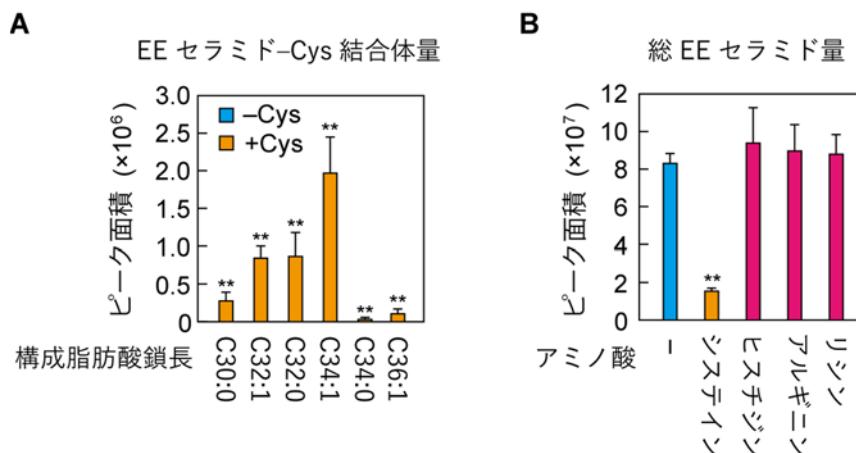 A
EE セラミド–Cys 結合体量
ピーク面積 (×10⁶)
3.0
2.5
2.0
1.5
1.0
0.5
0
–Cys
+Cys
**
**
**
**
**
**
構成脂肪酸鎖長
C30:0
C32:1
C32:0
C34:1
C34:0
C36:1
B
総 EE セラミド量
ピーク面積 (×10⁷)
12
10
8
6
4
2
0
**
アミノ酸
–
システイン
ヒスチジン
アルギニン
リシン